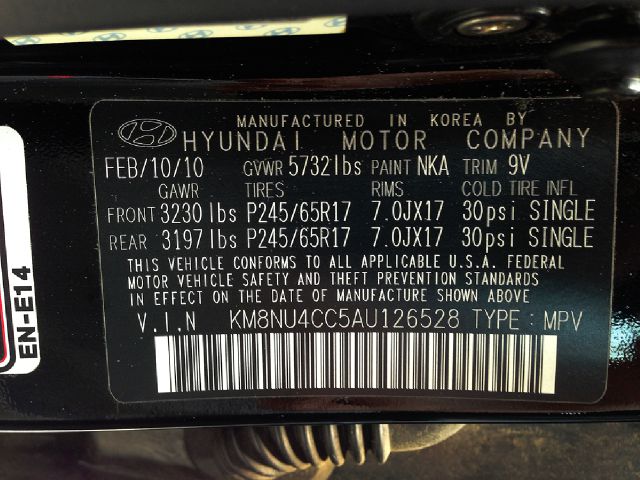 MANUFACTURED IN KOREA BY
HYUNDAI MOTOR COMPANY
FEB/10/10 GVWR 5732lbs PAINT NKA TRIM 9V
GAWR TIRES RIMS COLD TIRE INFL
FRONT 3230 lbs P245/65R17 7.0JX17 30psi SINGLE
REAR 3197 lbs P245/65R17 7.0JX17 30psi SINGLE
THIS VEHICLE CONFORMS TO ALL APPLICABLE U.S.A. FEDERAL
MOTOR VEHICLE SAFETY AND THEFT PREVENTION STANDARDS
IN EFFECT ON THE DATE OF MANUFACTURE SHOWN ABOVE
V.I.N KM8NU4CC5AU126528 TYPE : MPV
EN-E14